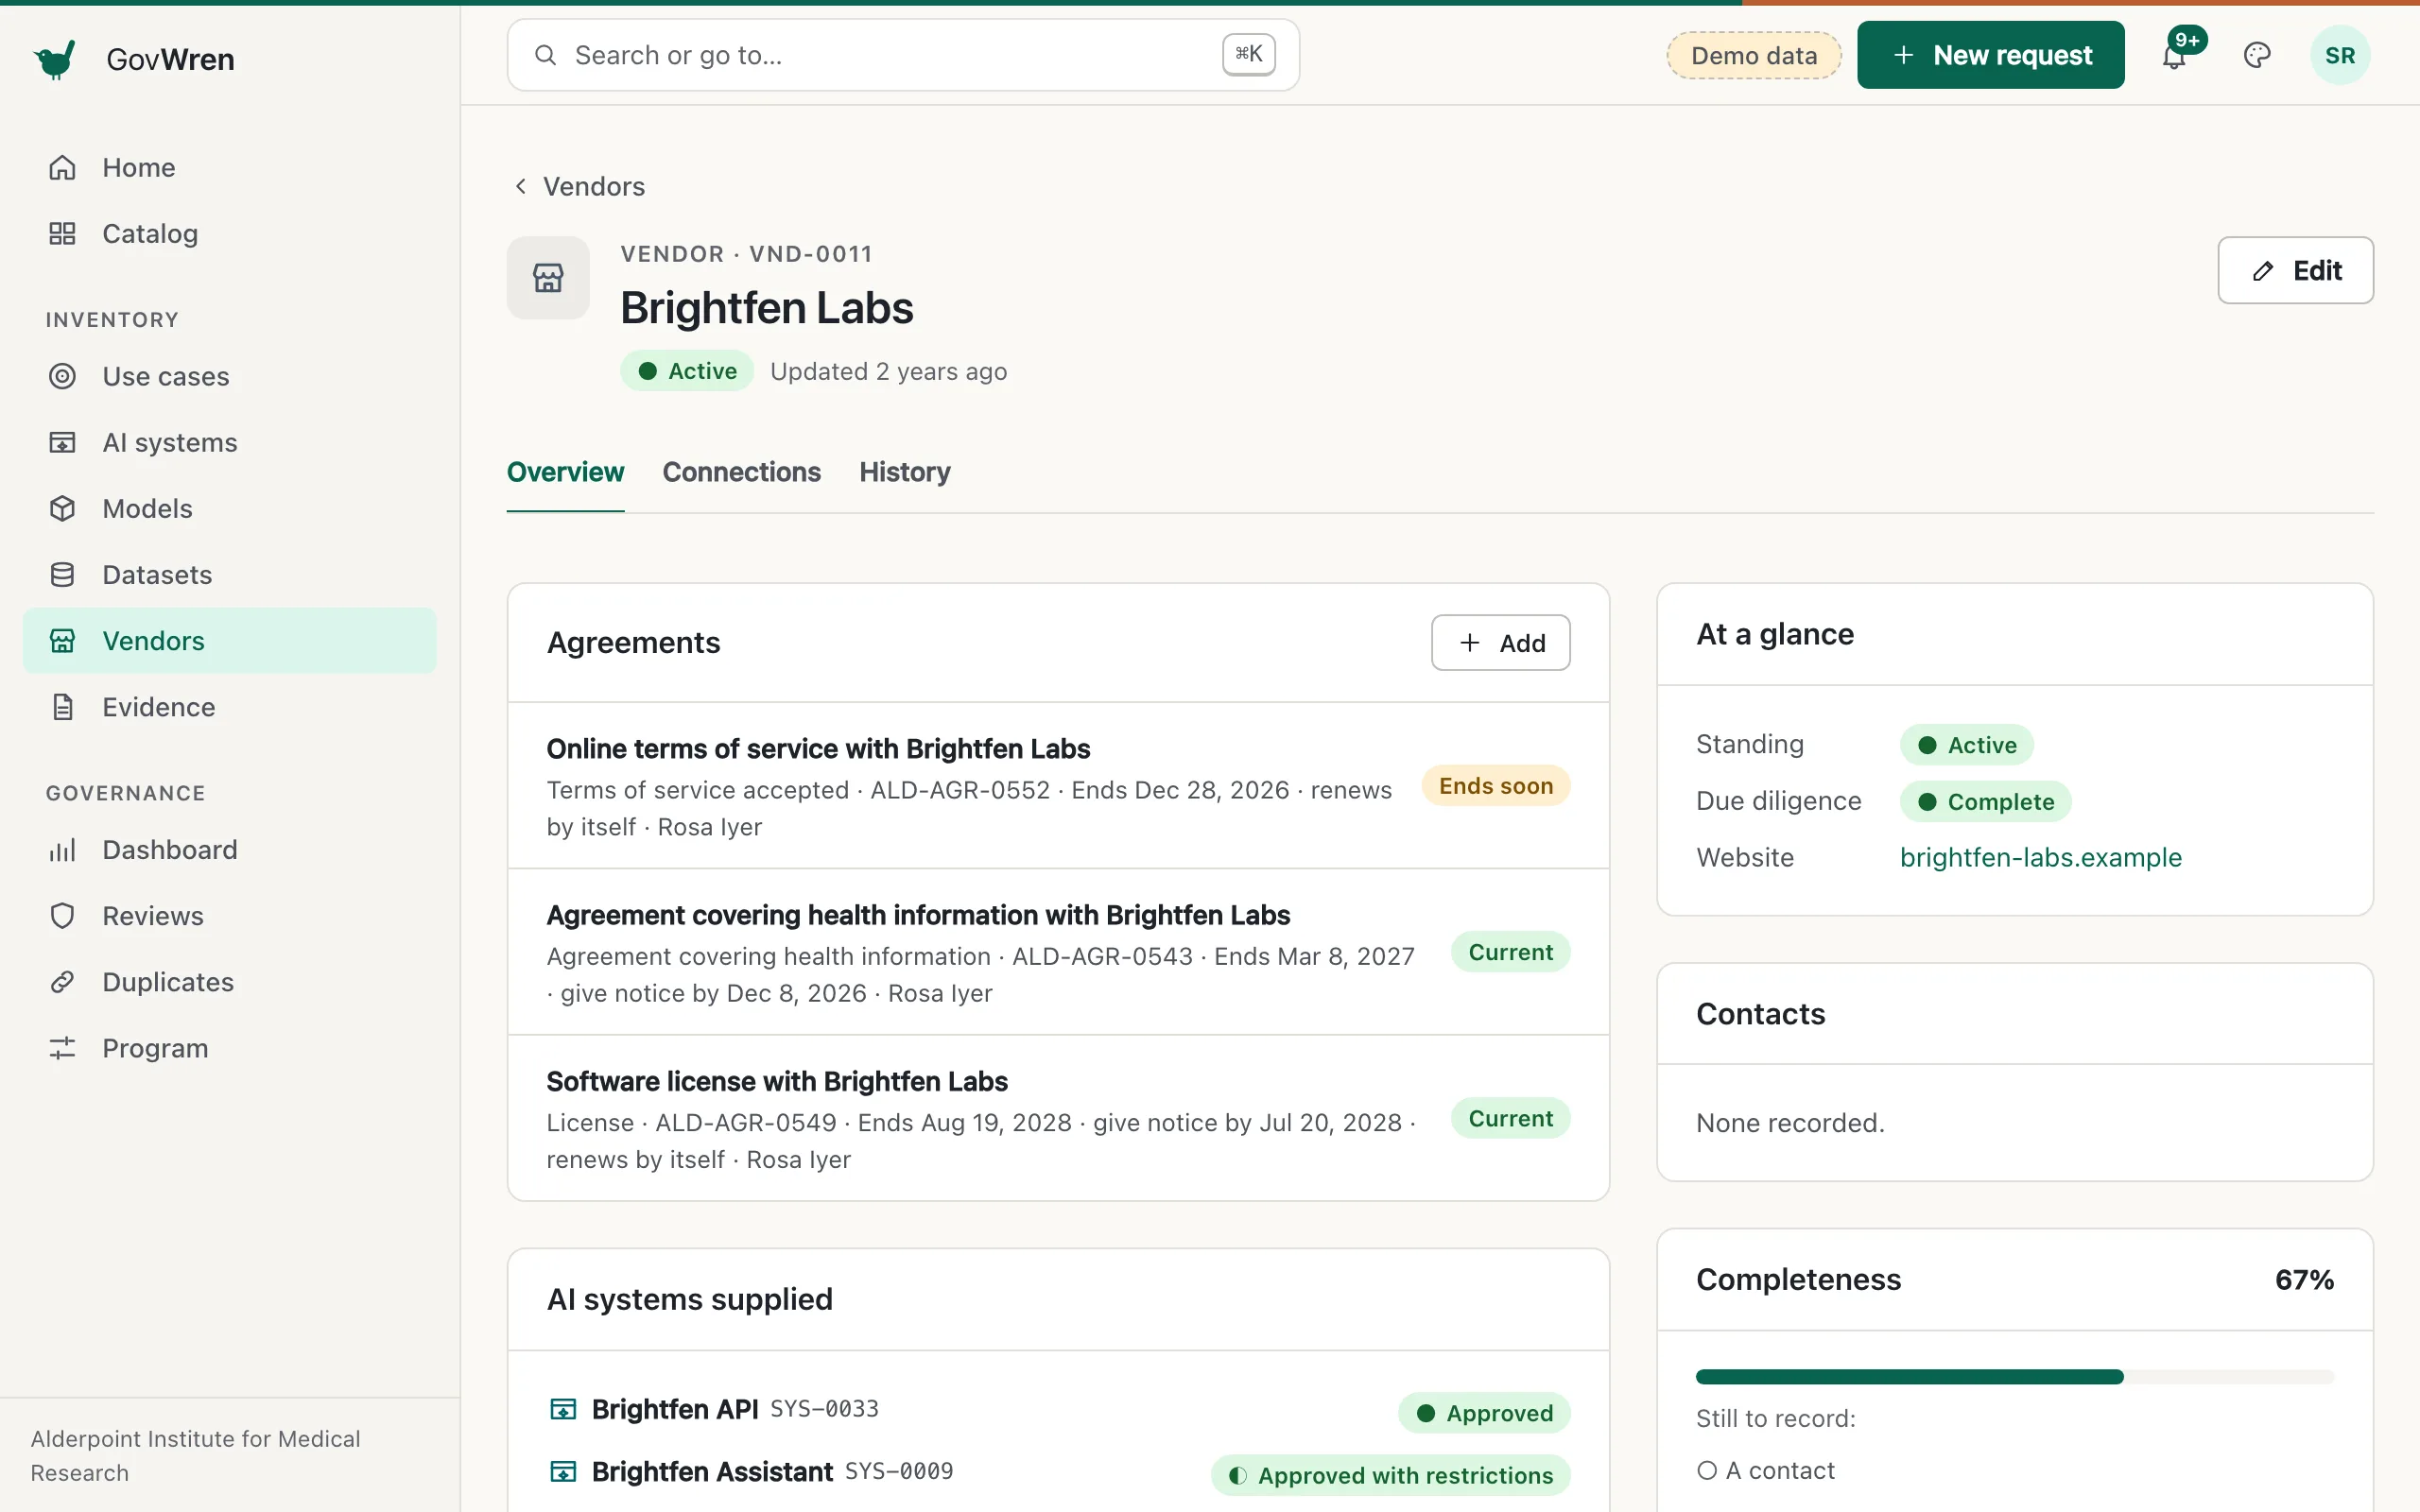 GovWren
Search or go to...
⌘K
Demo data
+ New request
9+
SR
Home
Catalog
INVENTORY
Use cases
AI systems
Models
Datasets
Vendors
Evidence
GOVERNANCE
Dashboard
Reviews
Duplicates
Program
Alderpoint Institute for Medical
Research
Vendors
VENDOR · VND-0011
Brightfen Labs
Active
Updated 2 years ago
Edit
Overview
Connections
History
Agreements
+ Add
Online terms of service with Brightfen Labs
Terms of service accepted · ALD-AGR-0552 · Ends Dec 28, 2026 · renews
by itself · Rosa Iyer
Ends soon
Agreement covering health information with Brightfen Labs
Agreement covering health information · ALD-AGR-0543 · Ends Mar 8, 2027
· give notice by Dec 8, 2026 · Rosa Iyer
Current
Software license with Brightfen Labs
License · ALD-AGR-0549 · Ends Aug 19, 2028 · give notice by Jul 20, 2028 ·
renews by itself · Rosa Iyer
Current
AI systems supplied
Brightfen API SYS-0033
Approved
Brightfen Assistant SYS-0009
Approved with restrictions
At a glance
Standing
Active
Due diligence
Complete
Website
brightfen-labs.example
Contacts
None recorded.
Completeness
67%
Still to record:
A contact